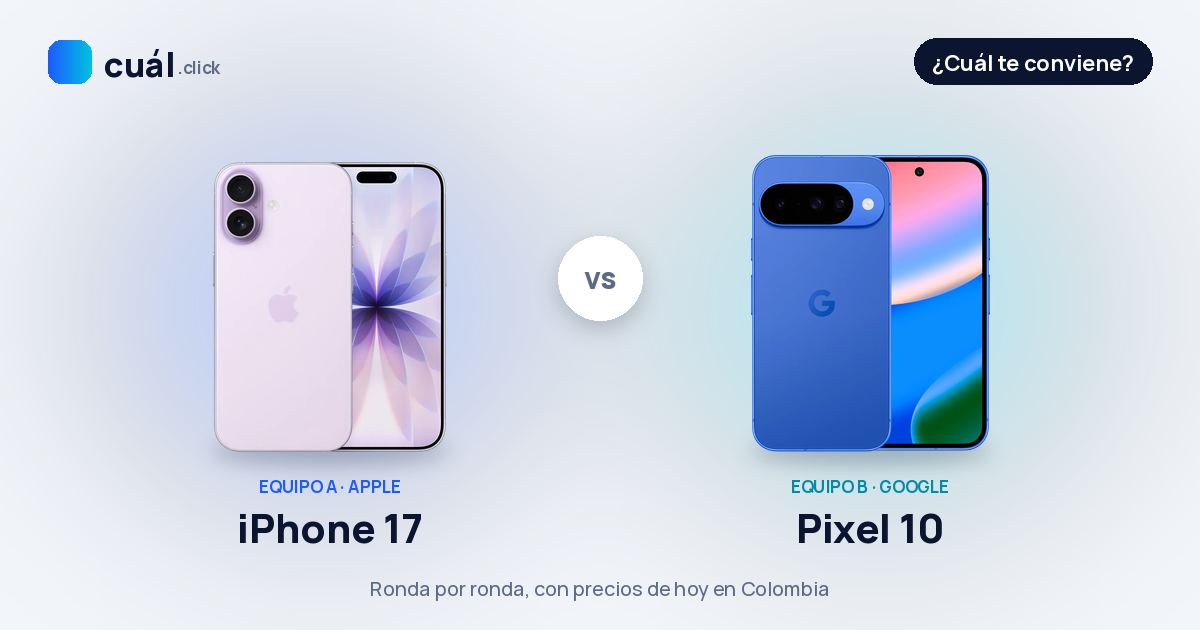 cuál.click
¿Cuál te conviene?
vs
EQUIPO A · APPLE
iPhone 17
EQUIPO B · GOOGLE
Pixel 10
Ronda por ronda, con precios de hoy en Colombia